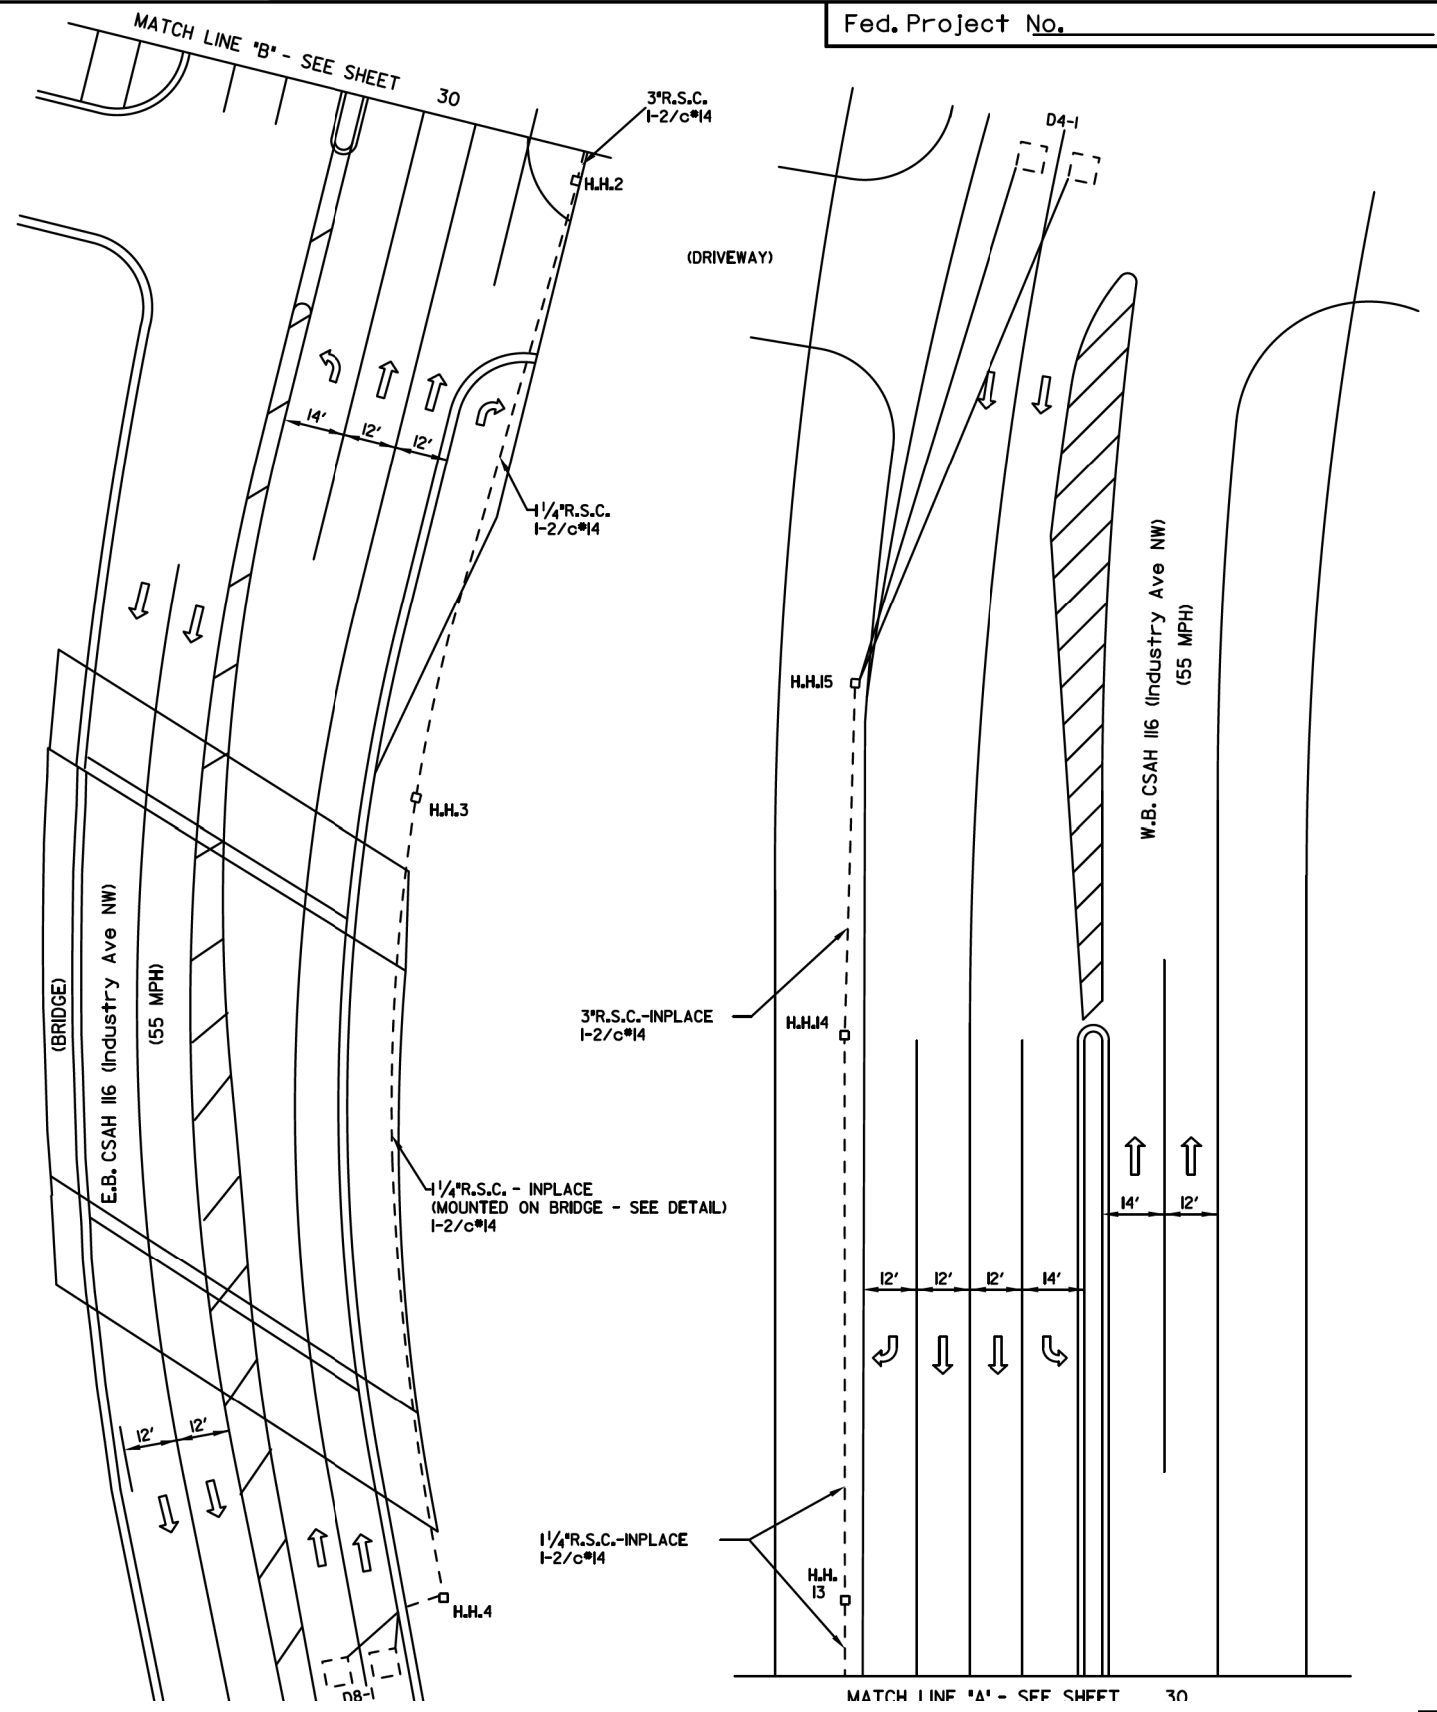 Fed. Project No.
MATCH LINE "B" - SEE SHEET 30
3"R.S.C.
1-2/c#14
H.H.2
14'
12'
12'
1 1/4"R.S.C.
1-2/c#14
H.H.3
(BRIDGE)
E.B. CSAH 116 (Industry Ave NW)
(55 MPH)
1 1/4"R.S.C. - INPLACE
(MOUNTED ON BRIDGE - SEE DETAIL)
1-2/c#14
12'
12'
H.H.4
D8-1
D4-1
(DRIVEWAY)
H.H.15
W.B. CSAH 116 (Industry Ave NW)
(55 MPH)
3"R.S.C.-INPLACE
1-2/c#14
H.H.14
14'
12'
12'
12'
12'
14'
1 1/4"R.S.C.-INPLACE
1-2/c#14
H.H.
13
MATCH LINE "A" - SEE SHEET 30